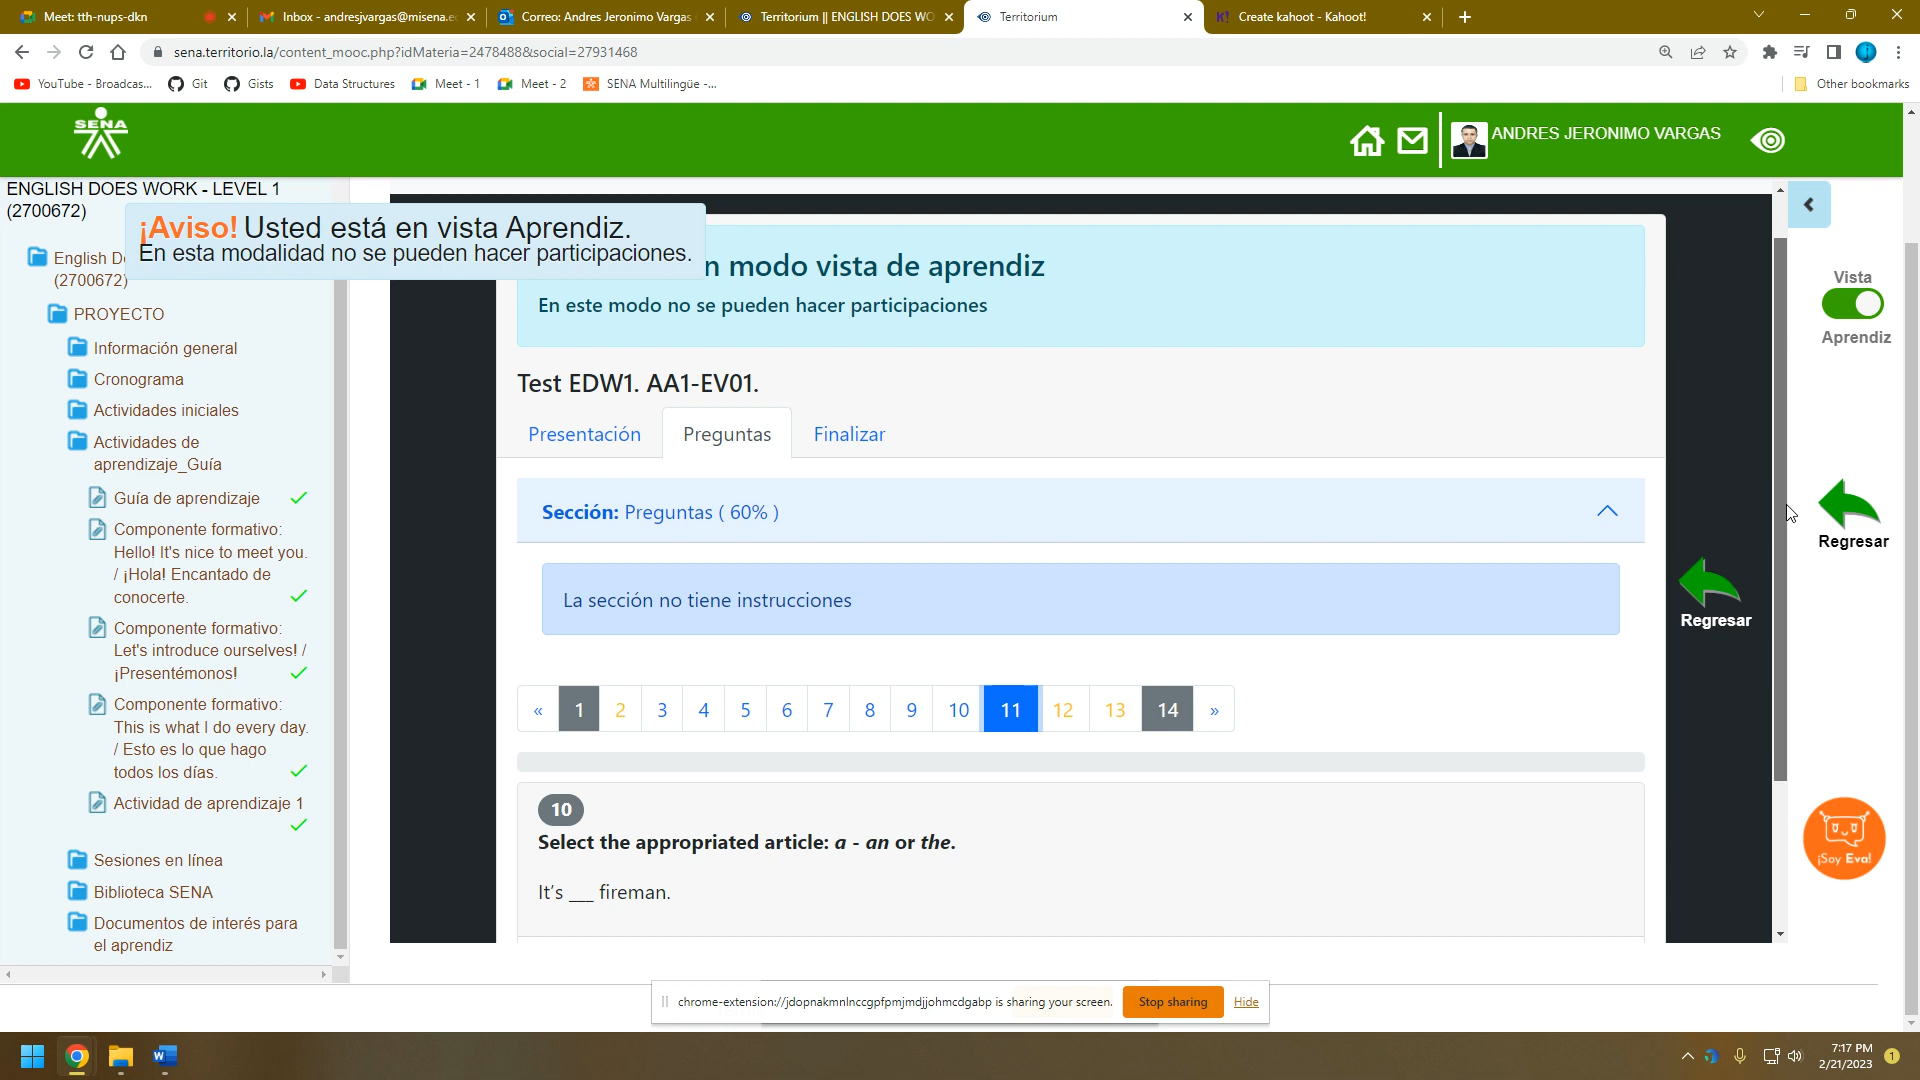 Meet: tth-nups-dkn
Inbox - andresjvargas@misena.e
Correo: Andres Jeronimo Vargas
Territorium || ENGLISH DOES WO
Territorium
Create kahoot - Kahoot!
sena.territorio.la/content_mooc.php?idMateria=2478488&social=27931468
YouTube - Broadcas...
Git
Gists
Data Structures
Meet - 1
Meet - 2
SENA Multilingüe -...
Other bookmarks
SENA
ANDRES JERONIMO VARGAS
ENGLISH DOES WORK - LEVEL 1
(2700672)
¡Aviso! Usted está en vista Aprendiz.
En esta modalidad no se pueden hacer participaciones.
English D
(2700672)
PROYECTO
Información general
Cronograma
Actividades iniciales
Actividades de
aprendizaje_Guía
Guía de aprendizaje
Componente formativo:
Hello! It's nice to meet you.
/ ¡Hola! Encantado de
conocerte.
Componente formativo:
Let's introduce ourselves! /
¡Presentémonos!
Componente formativo:
This is what I do every day.
/ Esto es lo que hago
todos los días.
Actividad de aprendizaje 1
Sesiones en línea
Biblioteca SENA
Documentos de interés para
el aprendiz
n modo vista de aprendiz
En este modo no se pueden hacer participaciones
Test EDW1. AA1-EV01.
Presentación
Preguntas
Finalizar
Sección: Preguntas ( 60% )
La sección no tiene instrucciones
« 1 2 3 4 5 6 7 8 9 10 11 12 13 14 »
10
Select the appropriated article: a - an or the.
It's ___ fireman.
Regresar
Vista
Aprendiz
Regresar
¡Soy Eva!
chrome-extension://jdopnakmnlnccgpfpmjmdjjohmcdgabp is sharing your screen.
Stop sharing
Hide
7:17 PM
2/21/2023
1